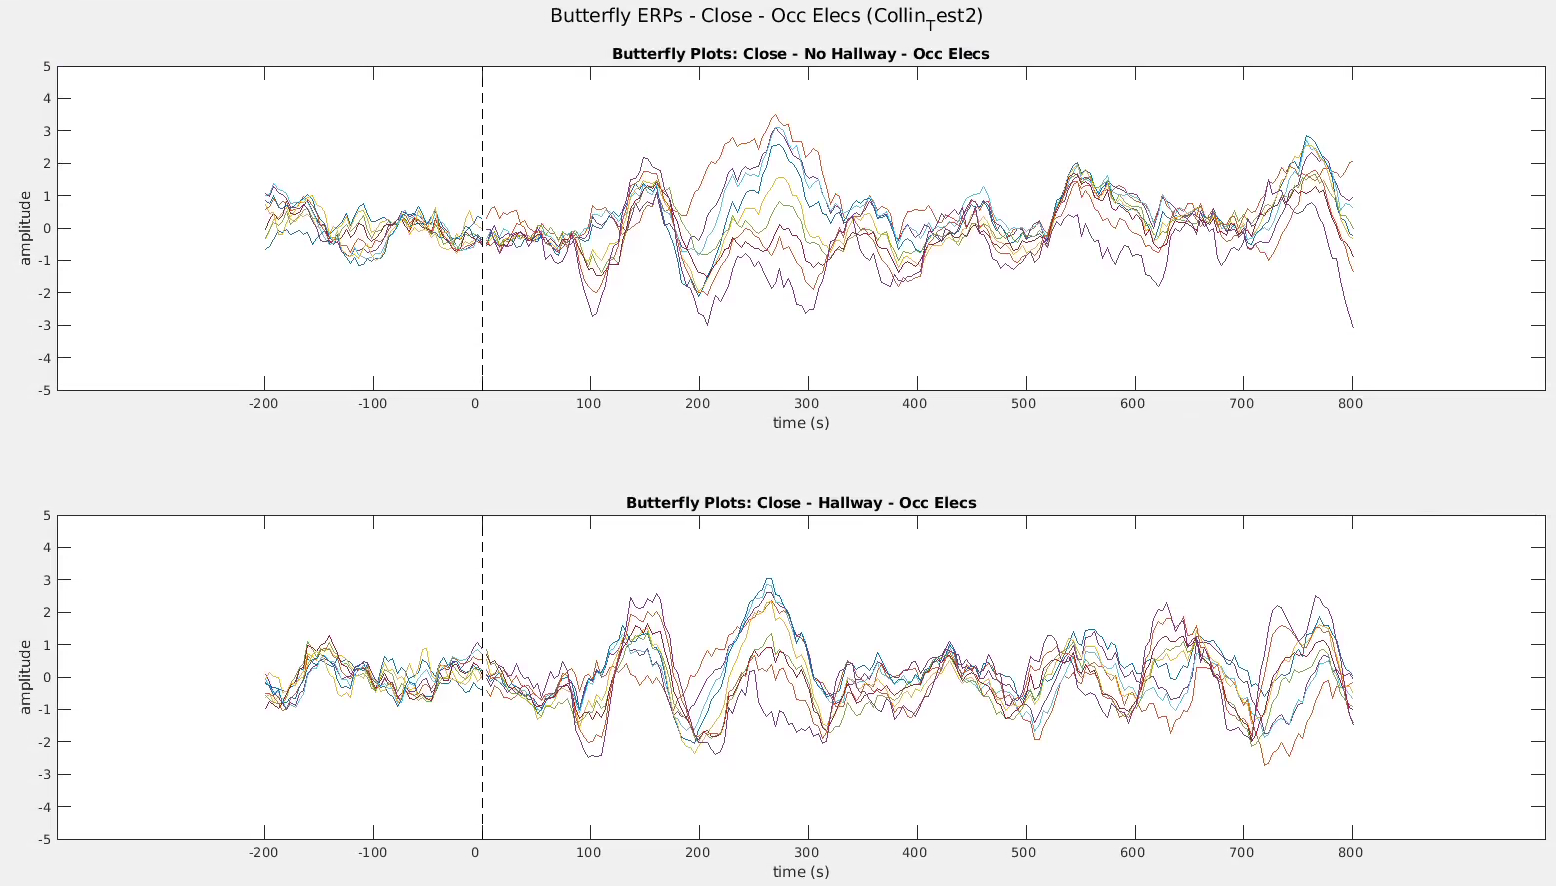 Butterfly ERPs - Close - Occ Elecs (Collin_Test2)
Butterfly Plots: Close - No Hallway - Occ Elecs
5
4
3
2
1
0
-1
-2
-3
-4
-5
amplitude
-200 -100 0 100 200 300 400 500 600 700 800
time (s)
Butterfly Plots: Close - Hallway - Occ Elecs
5
4
3
2
1
0
-1
-2
-3
-4
-5
amplitude
-200 -100 0 100 200 300 400 500 600 700 800
time (s)